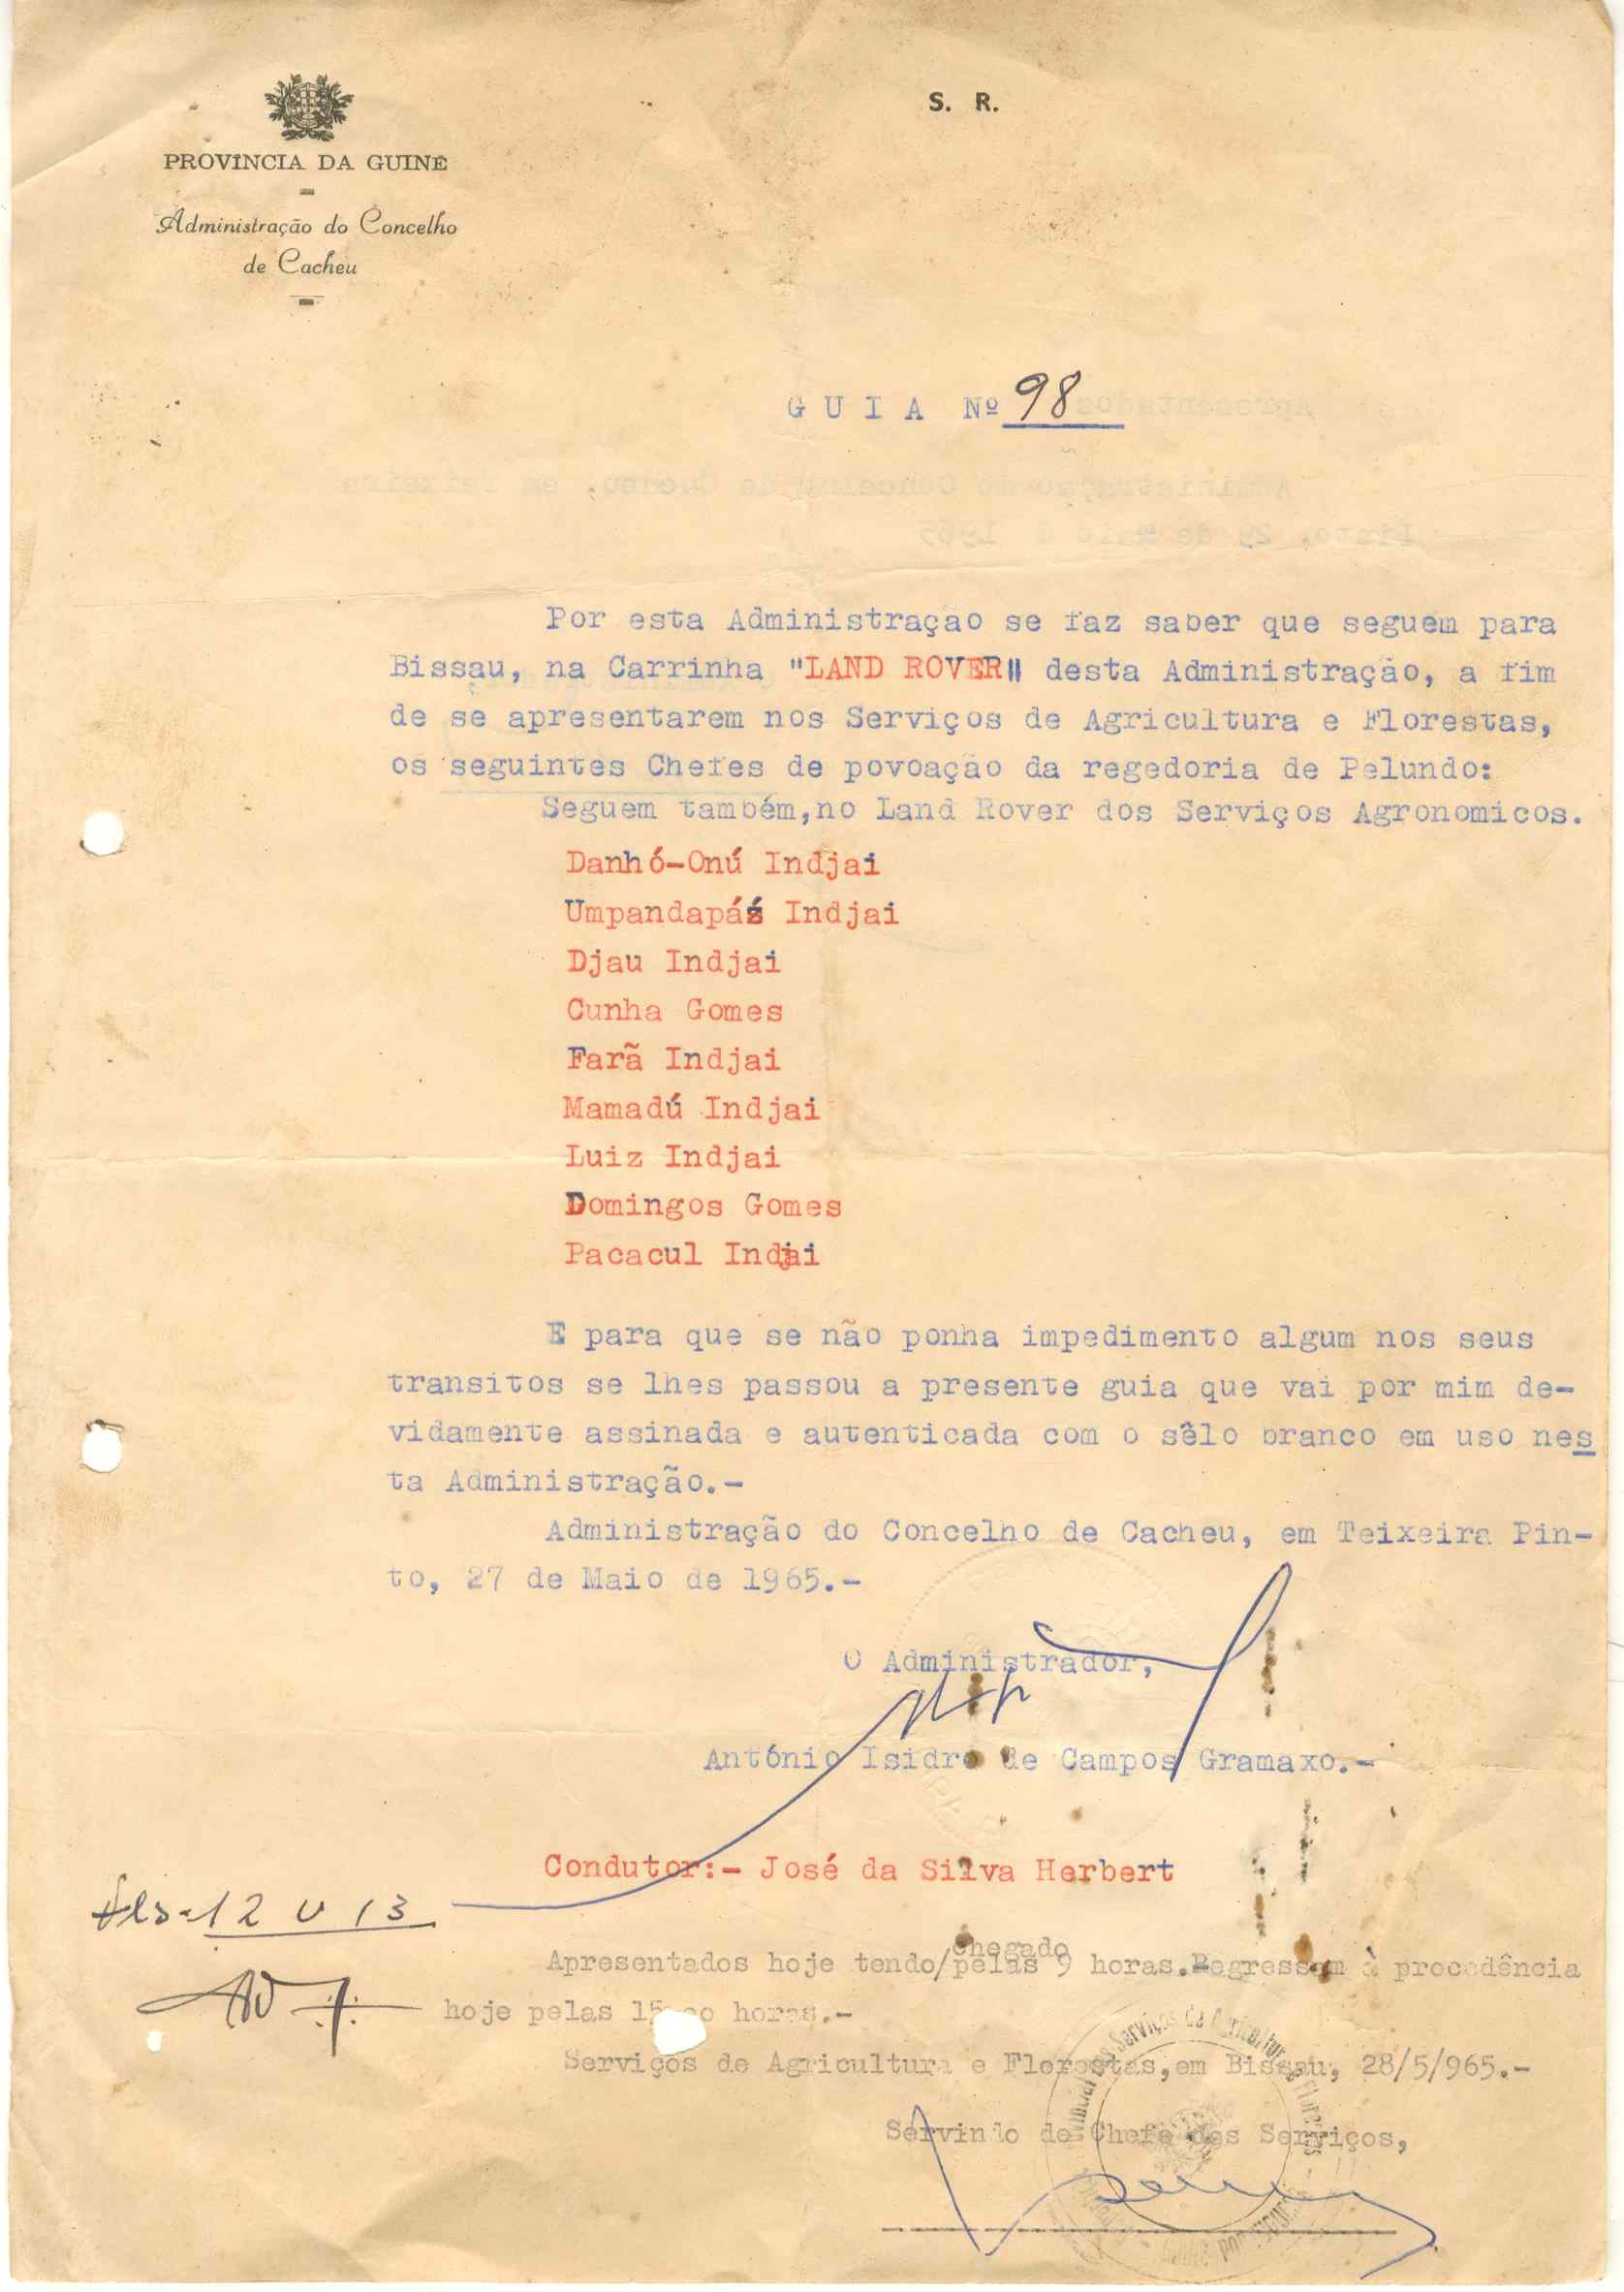 S. R.
PROVÍNCIA DA GUINÉ
Administração do Concelho
de Cacheu
GUIA Nº 98
Por esta Administração se faz saber que seguem para
Bissau, na Carrinha "LAND ROVER" desta Administração, a fim
de se apresentarem nos Serviços de Agricultura e Florestas,
os seguintes Chefes de povoação da regedoria de Pelundo:
Seguem também,no Land Rover dos Serviços Agronomicos.
Danhó-Onú Indjai
Umpandapáś Indjai
Djau Indjai
Cunha Gomes
Farã Indjai
Mamadú Indjai
Luiz Indjai
Domingos Gomes
Pacacul Indjai
E para que se não ponha impedimento algum nos seus
transitos se lhes passou a presente guia que vai por mim de-
vidamente assinada e autenticada com o sêlo branco em uso nes
ta Administração.-
Administração do Concelho de Cacheu, em Teixeira Pin-
to, 27 de Maio de 1965.-
O Administrador,
António Isidro de Campos Gramaxo.-
Condutor:- José da Silva Herbert
12 13
chegado
Apresentados hoje tendo/pelas 9 horas.Regressam à procedência
hoje pelas 15 horas.-
Serviços de Agricultura e Florestas,em Bissau, 28/5/965.-
Servindo de Chefe dos Serviços,